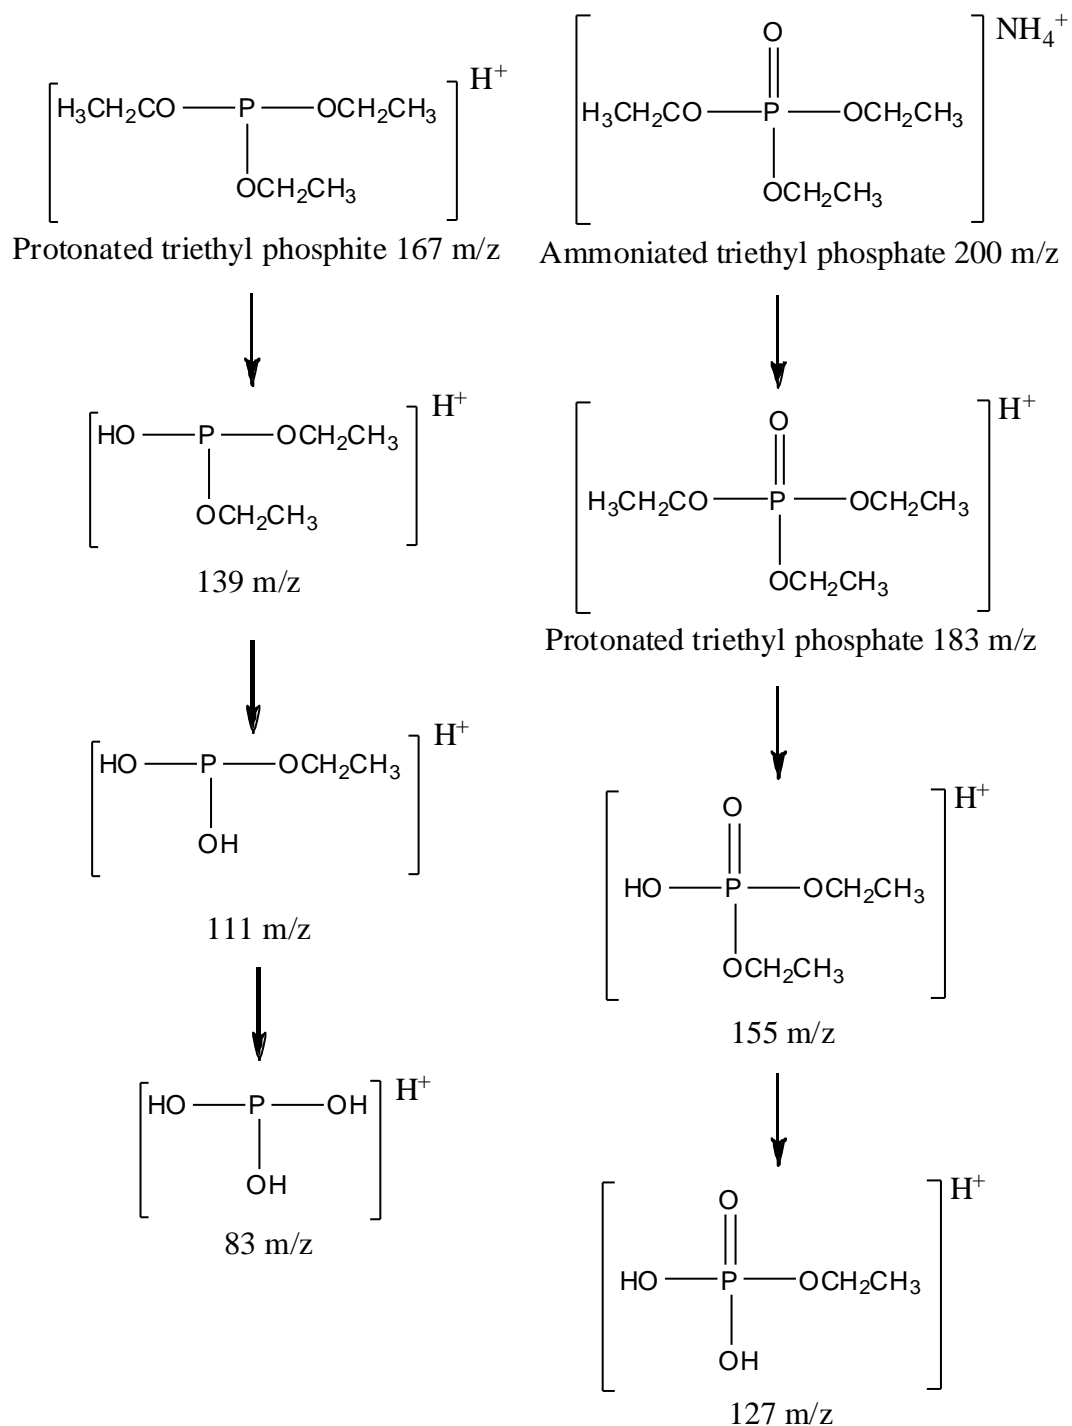 [H₃CH₂CO — P — OCH₂CH₃]H⁺
OCH₂CH₃
Protonated triethyl phosphite 167 m/z
HO — P — OCH₂CH₃ H⁺
OCH₂CH₃
139 m/z
HO — P — OCH₂CH₃ H⁺
OH
111 m/z
HO — P — OH H⁺
OH
83 m/z
O NH₄⁺
H₃CH₂CO — P — OCH₂CH₃
OCH₂CH₃
Ammoniated triethyl phosphate 200 m/z
O H⁺
H₃CH₂CO — P — OCH₂CH₃
OCH₂CH₃
Protonated triethyl phosphate 183 m/z
O H⁺
HO — P — OCH₂CH₃
OCH₂CH₃
155 m/z
O H⁺
HO — P — OCH₂CH₃
OH
127 m/z